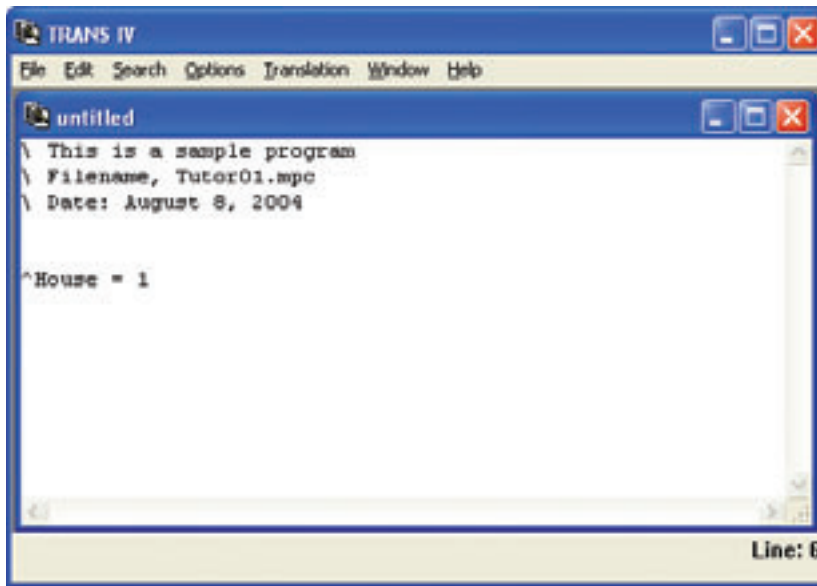 TRANS IV
File Edit Search Options Translation Window Help
untitled
\ This is a sample program
\ Filename, Tutor01.mpc
\ Date: August 8, 2004
^House = 1
Line: